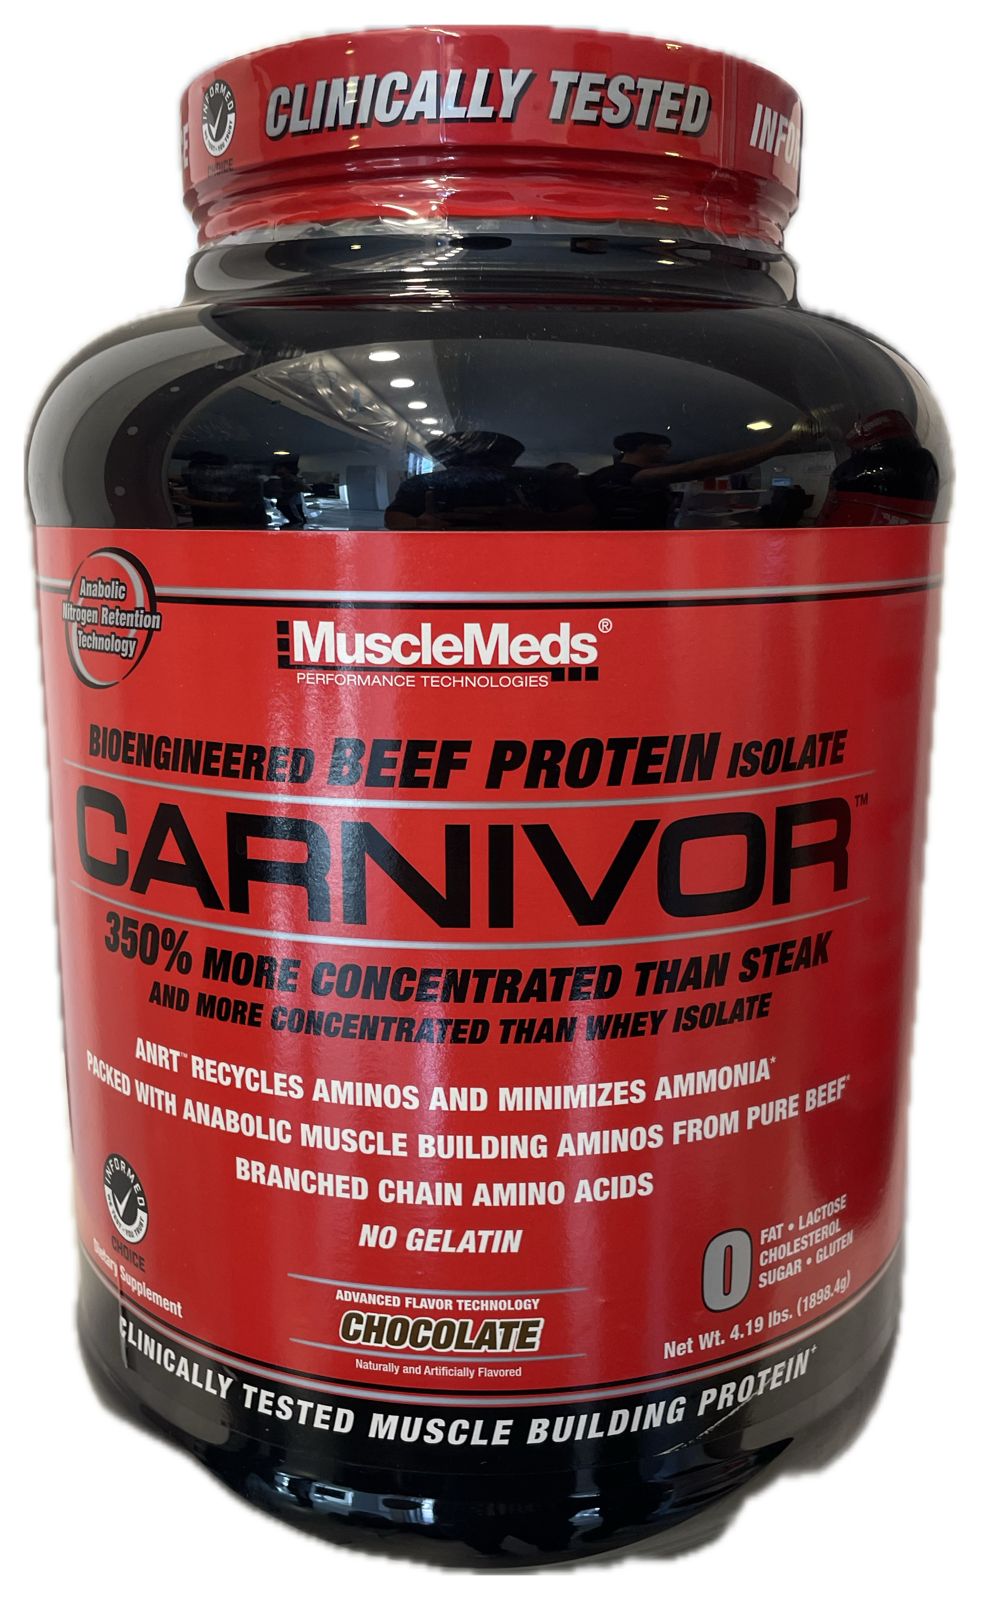 E
INFORMED
CHOICE
CLINICALLY TESTED
INFO
Anabolic
Nitrogen Retention
Technology
MuscleMeds®
PERFORMANCE TECHNOLOGIES
BIOENGINEERED BEEF PROTEIN ISOLATE
CARNIVOR™
350% MORE CONCENTRATED THAN STEAK
AND MORE CONCENTRATED THAN WHEY ISOLATE
ANRT™ RECYCLES AMINOS AND MINIMIZES AMMONIA*
PACKED WITH ANABOLIC MUSCLE BUILDING AMINOS FROM PURE BEEF*
BRANCHED CHAIN AMINO ACIDS
NO GELATIN
INFORMED
CHOICE
Dietary Supplement
0 FAT • LACTOSE
CHOLESTEROL
SUGAR • GLUTEN
Net Wt. 4.19 lbs. (1898.4g)
ADVANCED FLAVOR TECHNOLOGY
CHOCOLATE
Naturally and Artificially Flavored
CLINICALLY TESTED MUSCLE BUILDING PROTEIN⁺